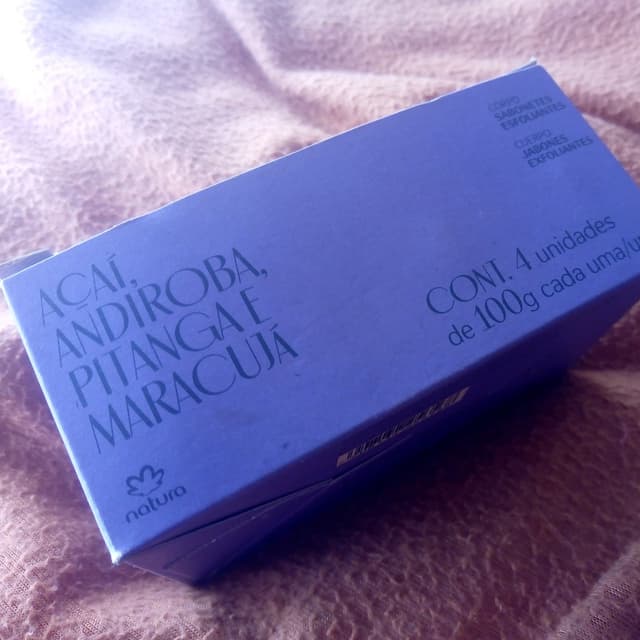 CORPO
SABONETES
ESFOLIANTES
CUERPO
JABONES
EXFOLIANTES
AÇAÍ,
ANDIROBA,
PITANGA E
MARACUJÁ
CONT. 4 unidades
de 100g cada uma/
natura